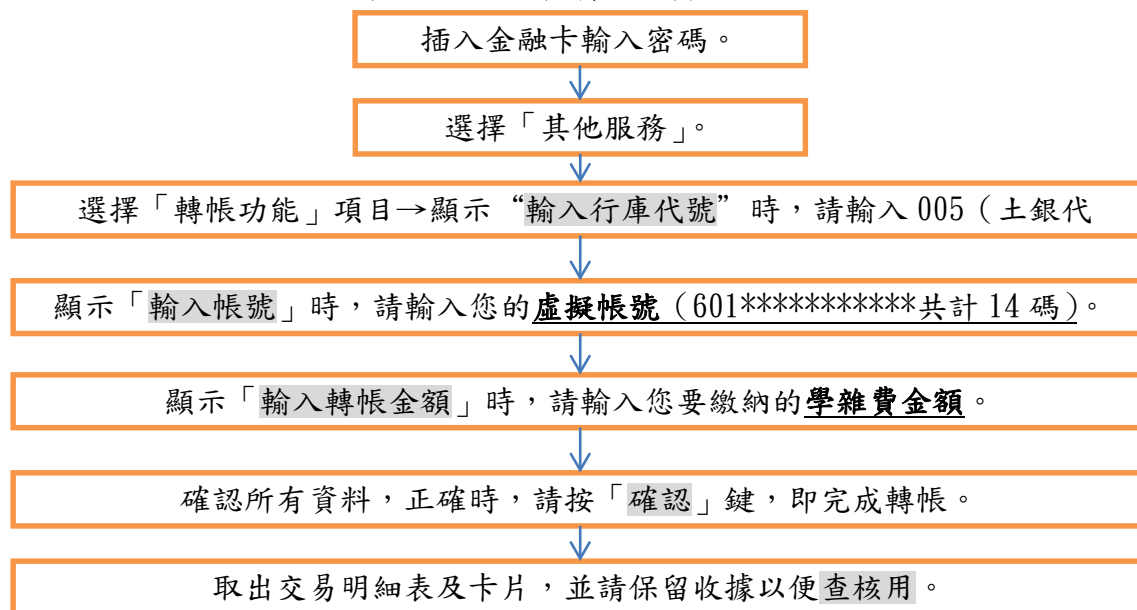 插入金融卡輸入密碼。
選擇「其他服務」。
選擇「轉帳功能」項目→顯示“輸入行庫代號”時，請輸入 005（土銀代
顯示「輸入帳號」時，請輸入您的虛擬帳號（601***********共計 14 碼）。
顯示「輸入轉帳金額」時，請輸入您要繳納的學雜費金額。
確認所有資料，正確時，請按「確認」鍵，即完成轉帳。
取出交易明細表及卡片，並請保留收據以便查核用。